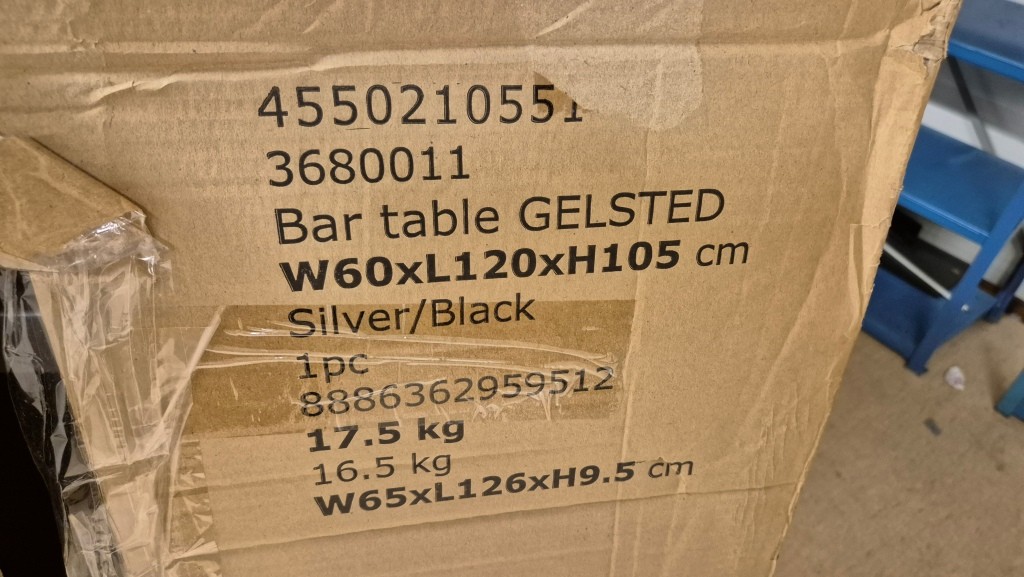 4550210551
3680011
Bar table GELSTED
W60xL120xH105 cm
Silver/Black
1pc
8886362959512
17.5 kg
16.5 kg
W65xL126xH9.5 cm